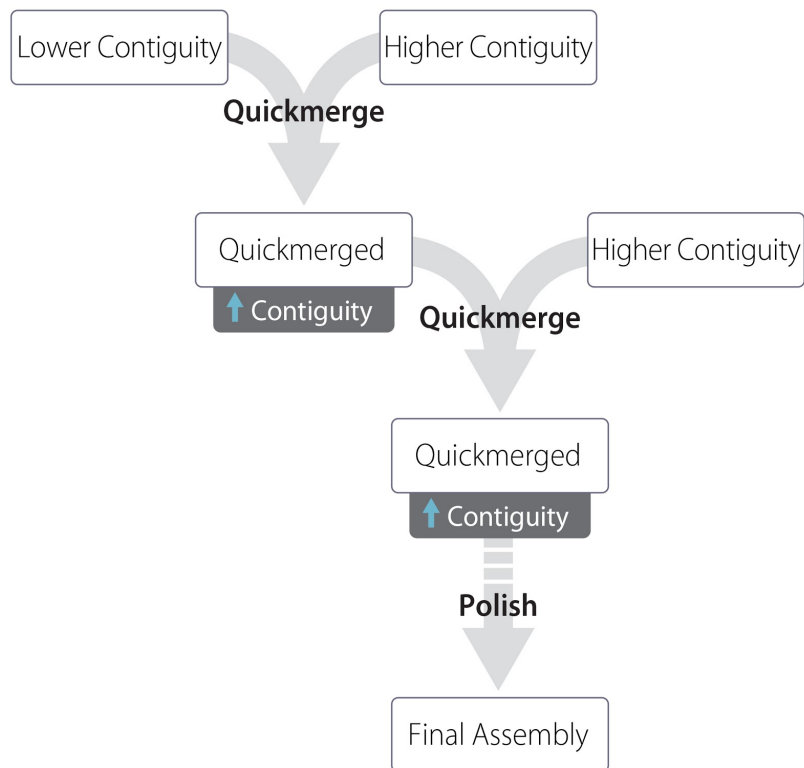 Lower Contiguity
Higher Contiguity
Quickmerge
Quickmerged
Higher Contiguity
↑ Contiguity
Quickmerge
Quickmerged
↑ Contiguity
Polish
Final Assembly